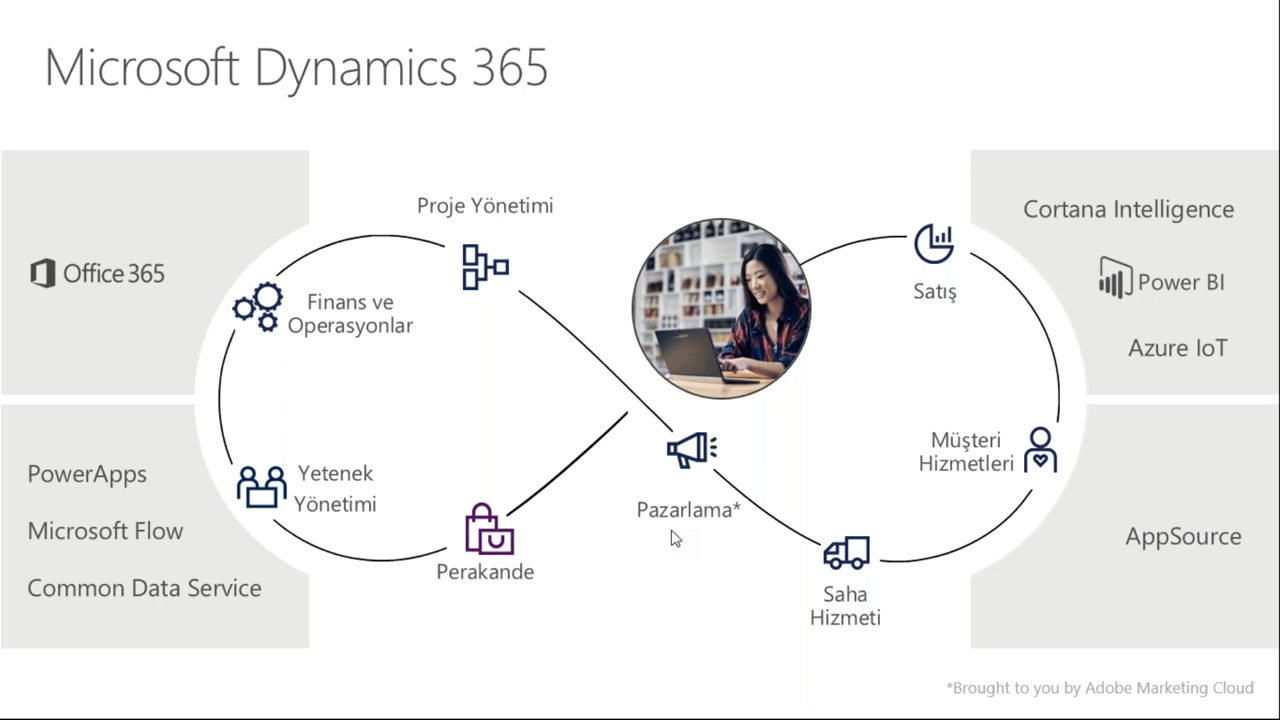 Microsoft Dynamics 365
Office 365
PowerApps
Microsoft Flow
Common Data Service
Proje Yönetimi
Finans ve
Operasyonlar
Yetenek
Yönetimi
Perakande
Pazarlama*
Satış
Müşteri
Hizmetleri
Saha
Hizmeti
Cortana Intelligence
Power BI
Azure IoT
AppSource
*Brought to you by Adobe Marketing Cloud